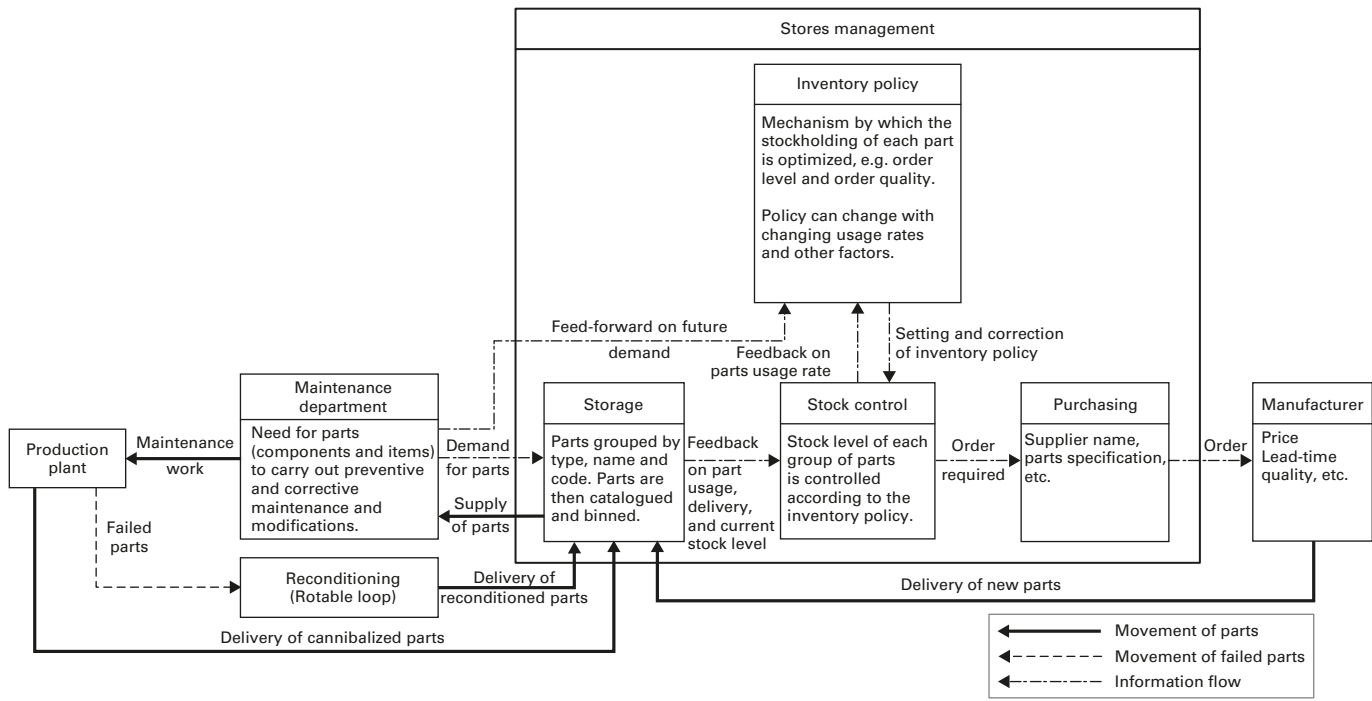 Stores management
Inventory policy
Mechanism by which the
stockholding of each part
is optimized, e.g. order
level and order quality.
Policy can change with
changing usage rates
and other factors.
Feed-forward on future
demand
Feedback on
parts usage rate
Setting and correction
of inventory policy
Production
plant
Maintenance
work
Maintenance
department
Need for parts
(components and items)
to carry out preventive
and corrective
maintenance and
modifications.
Demand
for parts
Supply
of parts
Storage
Parts grouped by
type, name and
code. Parts are
then catalogued
and binned.
Feedback
on part
usage,
delivery,
and current
stock level
Stock control
Stock level of each
group of parts
is controlled
according to the
inventory policy.
Order
required
Purchasing
Supplier name,
parts specification,
etc.
Order
Manufacturer
Price
Lead-time
quality, etc.
Failed
parts
Reconditioning
(Rotable loop)
Delivery of
reconditioned parts
Delivery of new parts
Delivery of cannibalized parts
Movement of parts
Movement of failed parts
Information flow